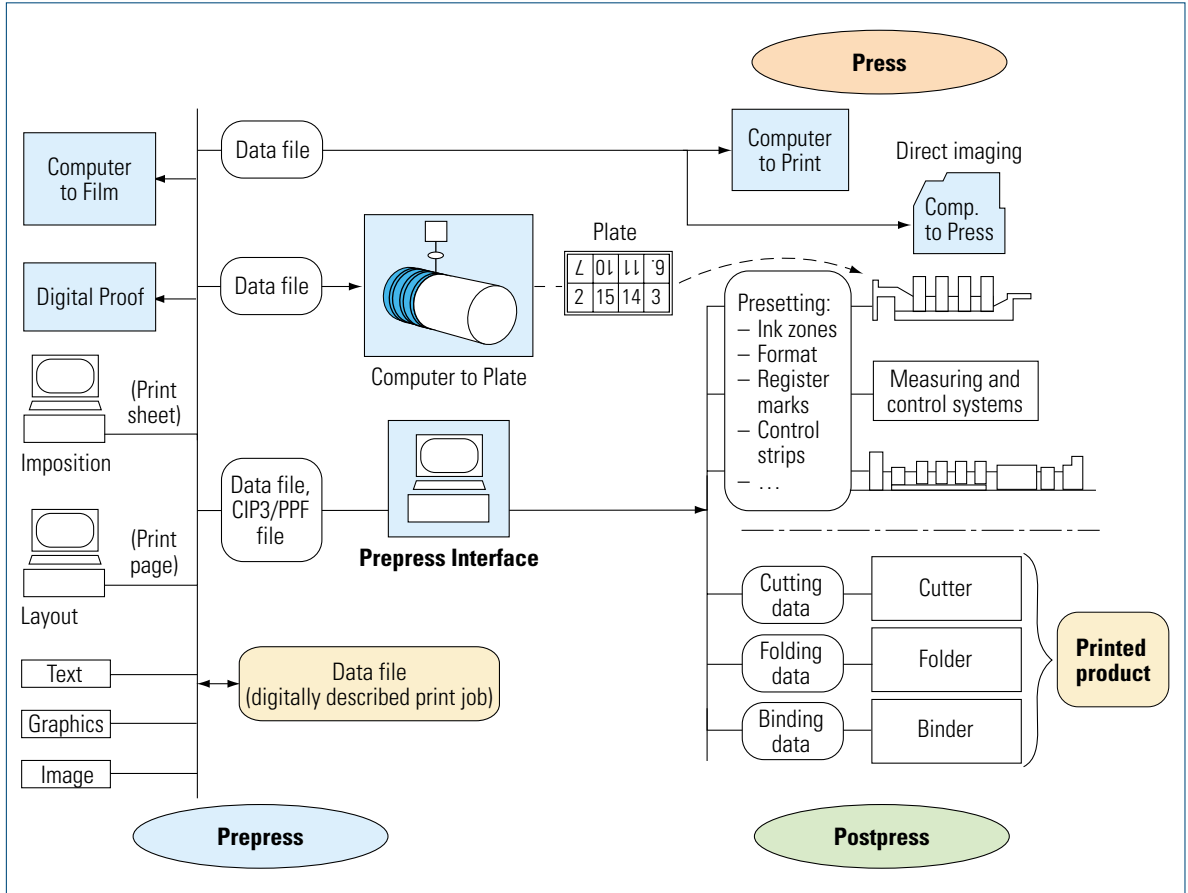 Press
Computer
to Film
Data file
Computer
to Print
Direct imaging
Comp.
to Press
Digital Proof
Data file
Computer to Plate
Plate
7 10 11 6.
2 15 14 3
Presetting:
– Ink zones
– Format
– Register
marks
– Control
strips
– ...
Measuring and
control systems
(Print
sheet)
Imposition
Data file,
CIP3/PPF
file
Prepress Interface
(Print
page)
Layout
Text
Graphics
Image
Data file
(digitally described print job)
Cutting
data
Cutter
Folding
data
Folder
Binding
data
Binder
Printed
product
Prepress
Postpress